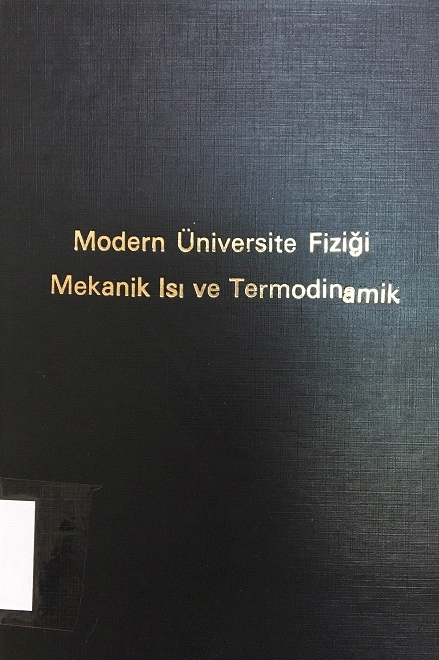 Modern Üniversite Fiziği
Mekanik Isı ve Termodinamik